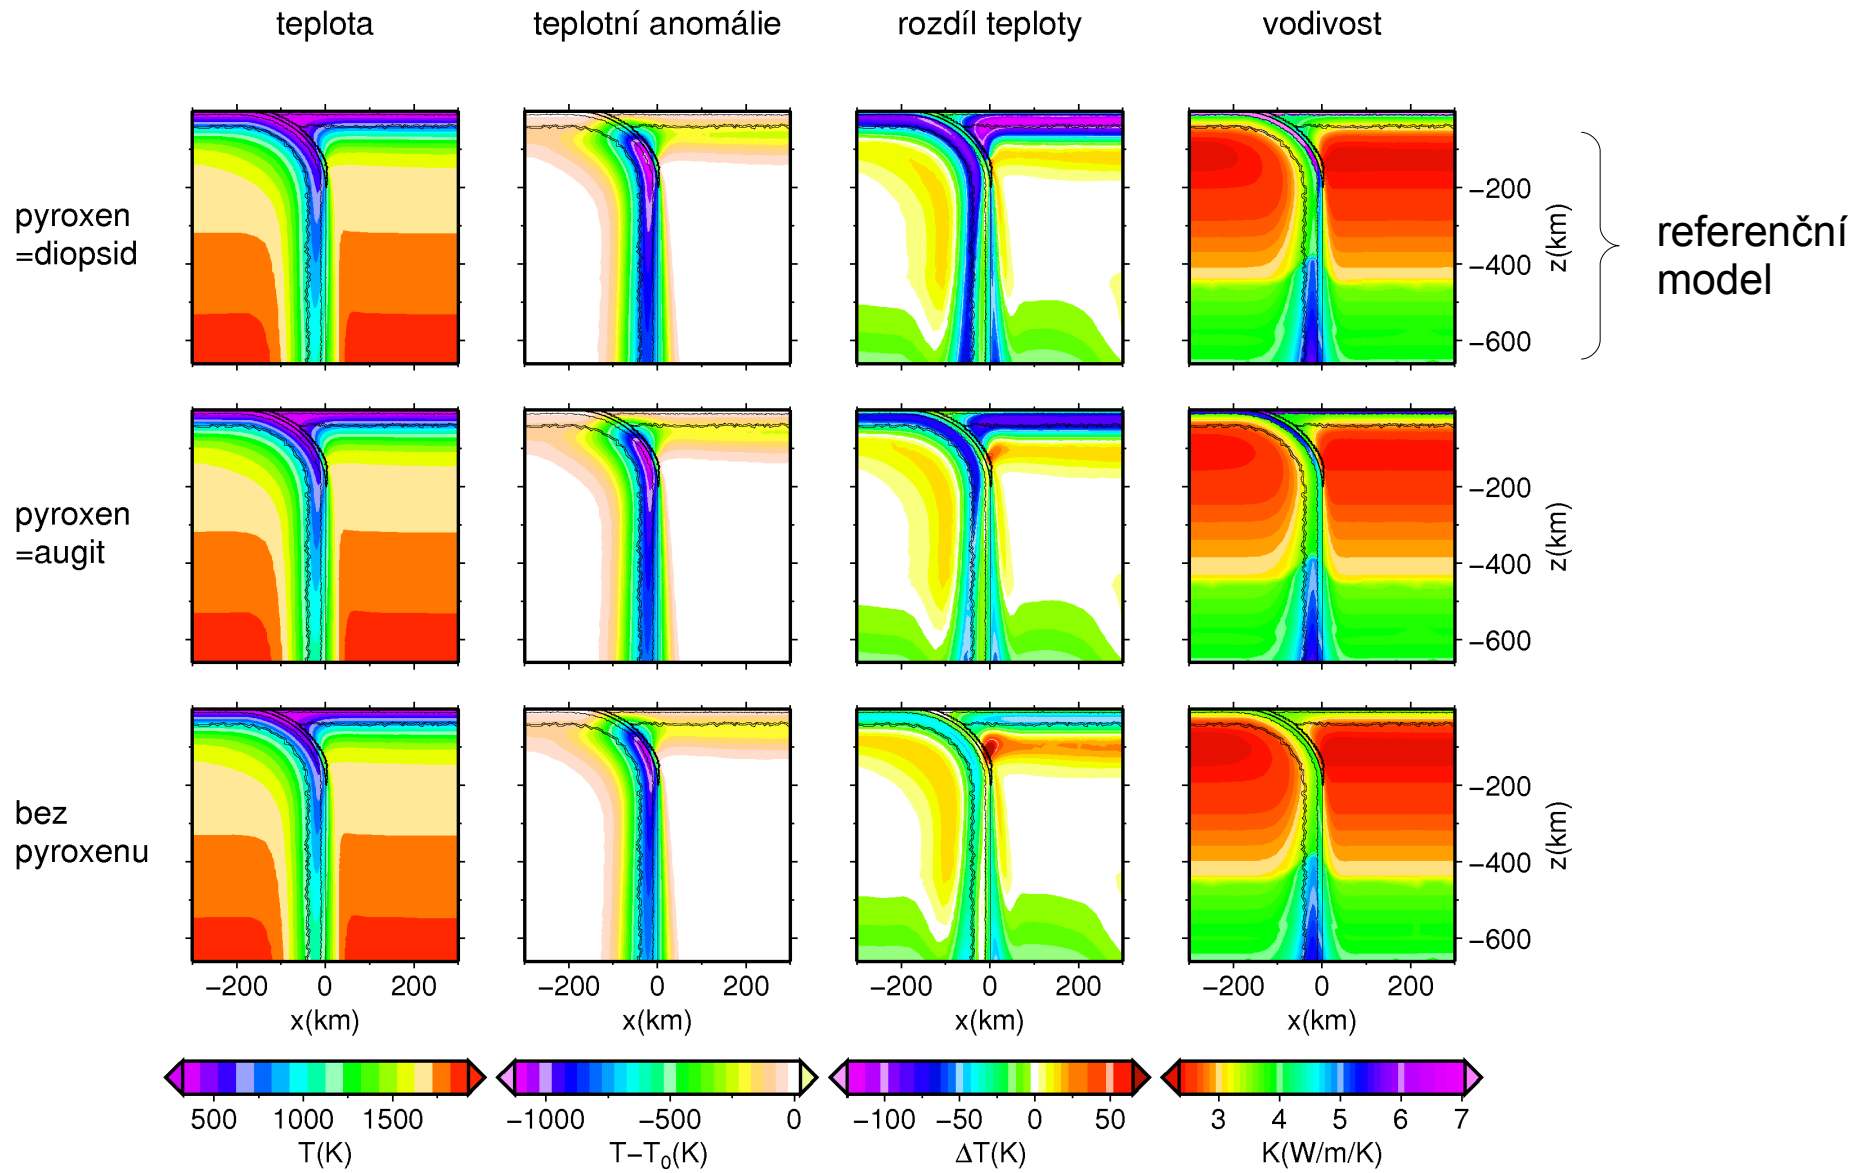 teplota teplotní anomálie rozdíl teploty vodivost
pyroxen
=diopsid
−200
−400
−600
z(km)
referenční
model
pyroxen
=augit
−200
−400
−600
z(km)
bez
pyroxenu
−200
−400
−600
z(km)
−200 0 200 −200 0 200 −200 0 200 −200 0 200
x(km) x(km) x(km) x(km)
500 1000 1500 −1000 −500 0 −100 −50 0 50 3 4 5 6 7
T(K) T−T₀(K) ΔT(K) K(W/m/K)